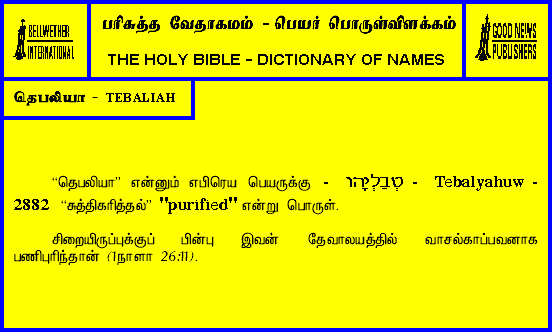 BELLWETHER
INTERNATIONAL
பரிசுத்த வேதாகமம் - பெயர் பொருள்விளக்கம்
THE HOLY BIBLE - DICTIONARY OF NAMES
GOOD NEWS
PUBLISHERS
தெபலியா - TEBALIAH
“தெபலியா” என்னும் எபிரெய பெயருக்கு - טְבַלְיָהוּ - Tebalyahuw -
2882 “சுத்திகரித்தல்” "purified" என்று பொருள்.
சிறையிருப்புக்குப் பின்பு இவன் தேவாலயத்தில் வாசல்காப்பவனாக
பணிபுரிந்தான் (1நாளா 26:11).